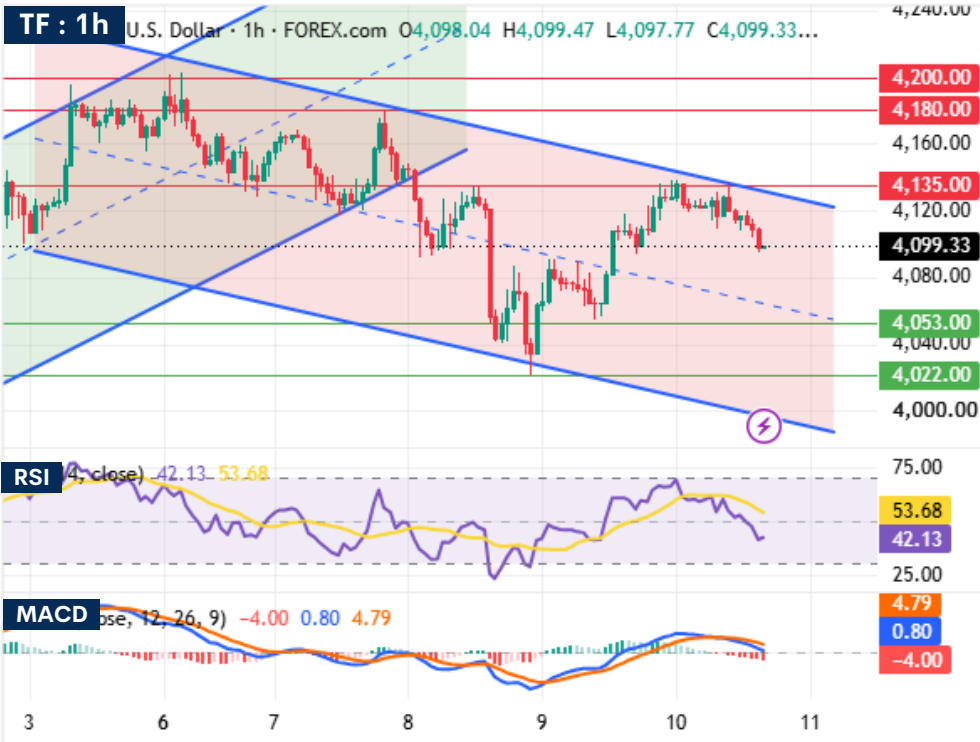 TF : 1h
U.S. Dollar · 1h · FOREX.com O4,098.04 H4,099.47 L4,097.77 C4,099.33...
4,240.00
4,200.00
4,180.00
4,160.00
4,135.00
4,120.00
4,099.33
4,080.00
4,053.00
4,040.00
4,022.00
4,000.00
RSI
4, close) 42.13 53.68
75.00
53.68
42.13
25.00
MACD
ose, 12, 26, 9) −4.00 0.80 4.79
4.79
0.80
−4.00
3 6 7 8 9 10 11